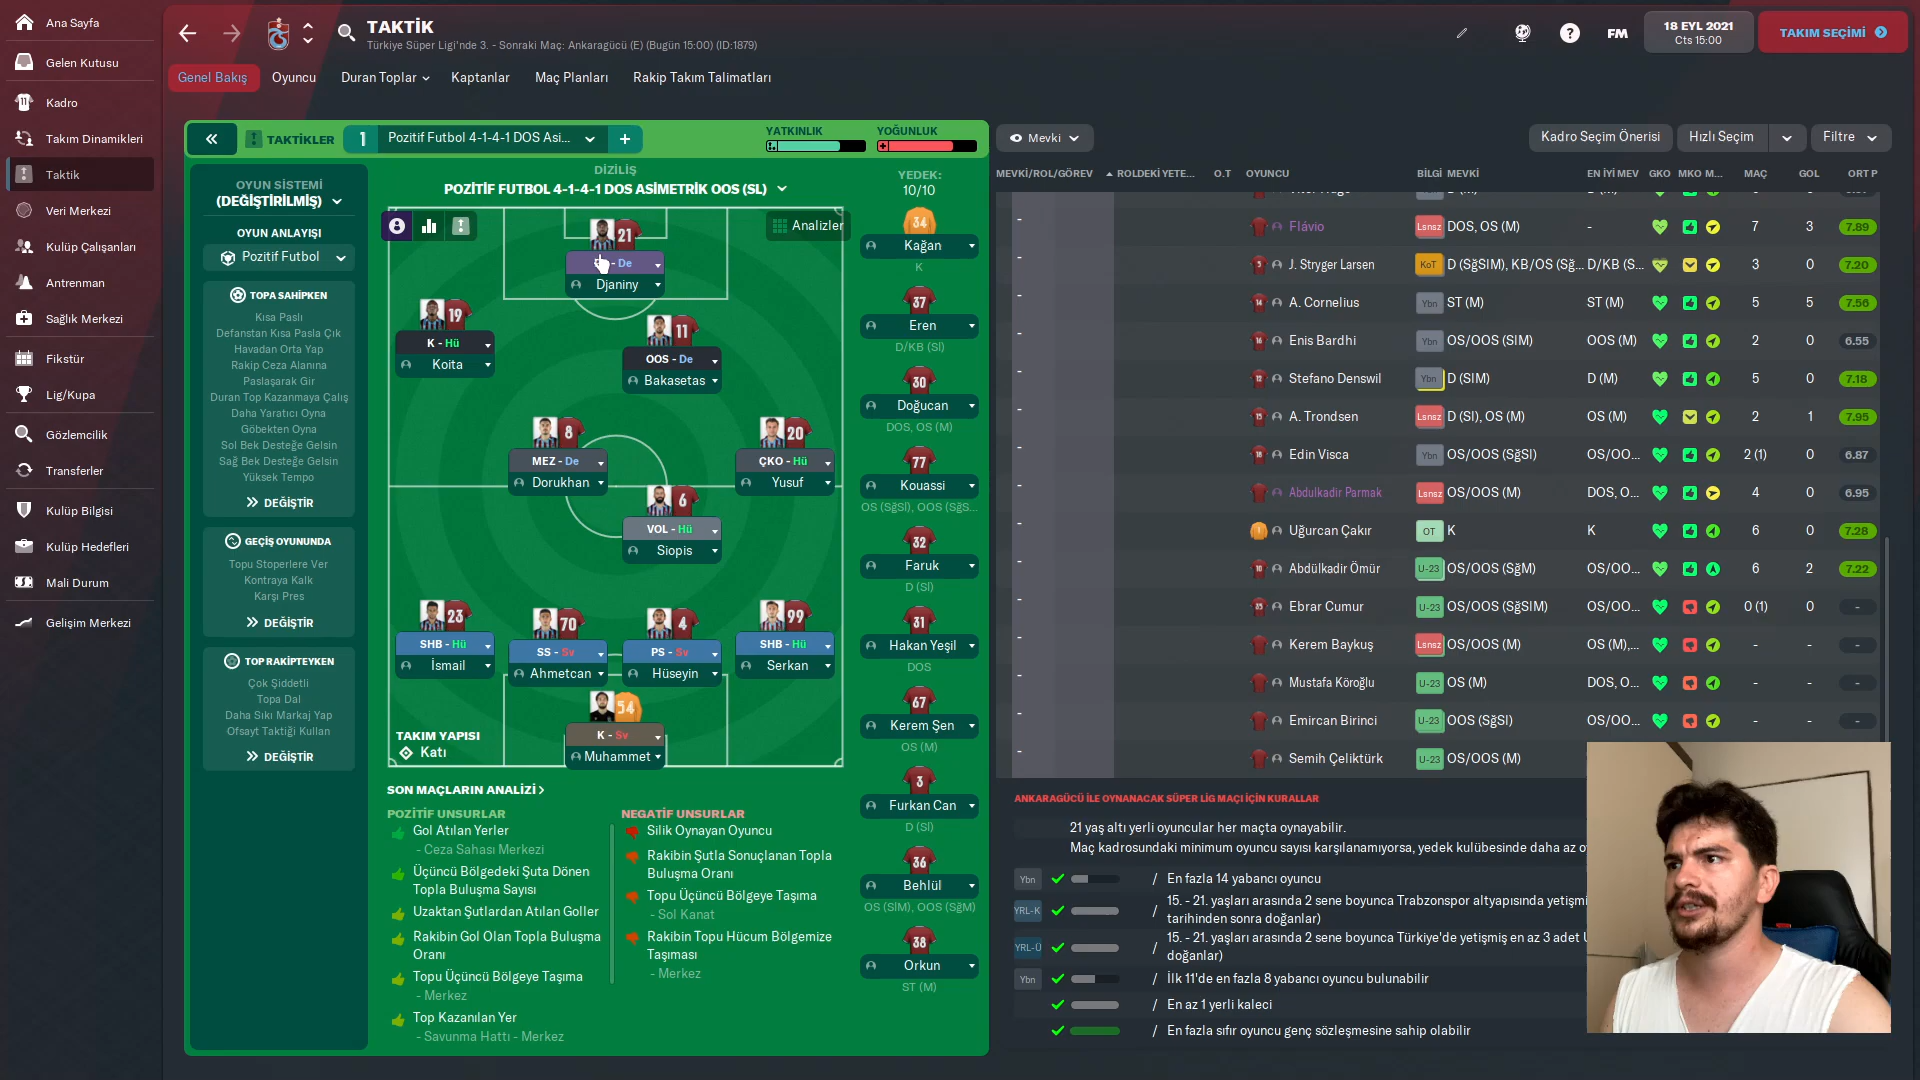 Ana Sayfa
Gelen Kutusu
Kadro
Takım Dinamikleri
Taktik
Veri Merkezi
Kulüp Çalışanları
Antrenman
Sağlık Merkezi
Fikstür
Lig/Kupa
Gözlemcilik
Transferler
Kulüp Bilgisi
Kulüp Hedefleri
Mali Durum
Gelişim Merkezi
TAKTİK
Türkiye Süper Ligi'nde 3. - Sonraki Maç: Ankaragücü (E) (Bugün 15:00) (ID:1879)
? FM
18 EYL 2021
Cts 15:00
TAKIM SEÇİMİ
Genel Bakış Oyuncu Duran Toplar Kaptanlar Maç Planları Rakip Takım Talimatları
TAKTİKLER 1 Pozitif Futbol 4-1-4-1 DOS Asi... +
YATKINLIK YOĞUNLUK
OYUN SİSTEMİ
(DEĞİŞTİRİLMİŞ)
OYUN ANLAYIŞI
Pozitif Futbol
TOPA SAHİPKEN
Kısa Paslı
Defanstan Kısa Pasla Çık
Havadan Orta Yap
Rakip Ceza Alanına
Paslaşarak Gir
Duran Top Kazanmaya Çalış
Daha Yaratıcı Oyna
Göbekten Oyna
Sol Bek Desteğe Gelsin
Sağ Bek Desteğe Gelsin
Yüksek Tempo
DEĞİŞTİR
GEÇİŞ OYUNUNDA
Topu Stoperlere Ver
Kontraya Kalk
Karşı Pres
DEĞİŞTİR
TOP RAKİPTEYKEN
Çok Şiddetli
Topa Dal
Daha Sıkı Markaj Yap
Ofsayt Taktiği Kullan
DEĞİŞTİR
DİZİLİŞ
POZİTİF FUTBOL 4-1-4-1 DOS ASİMETRİK OOS (SL)
Analizler
21
- De
Djaniny
19
K - Hü
Koita
11
OOS - De
Bakasetas
8
MEZ - De
Dorukhan
20
ÇKO - Hü
Yusuf
6
VOL - Hü
Siopis
23
SHB - Hü
İsmail
70
SS - Sv
Ahmetcan
4
PS - Sv
Hüseyin
99
SHB - Hü
Serkan
54
K - Sv
Muhammet
TAKIM YAPISI
Katı
YEDEK:
10/10
34
Kağan
K
37
Eren
D/KB (Sl)
30
Doğucan
DOS, OS (M)
77
Kouassi
OS (SğSl), OOS (SğS...
32
Faruk
D (Sl)
31
Hakan Yeşil
DOS
67
Kerem Şen
OS (M)
3
Furkan Can
D (Sl)
36
Behlül
OS (SlM), OOS (SğM)
38
Orkun
ST (M)
SON MAÇLARIN ANALİZİ >
POZİTİF UNSURLAR
Gol Atılan Yerler
- Ceza Sahası Merkezi
Üçüncü Bölgedeki Şuta Dönen
Topla Buluşma Sayısı
Uzaktan Şutlardan Atılan Goller
Rakibin Gol Olan Topla Buluşma
Oranı
Topu Üçüncü Bölgeye Taşıma
- Merkez
Top Kazanılan Yer
- Savunma Hattı - Merkez
NEGATİF UNSURLAR
Silik Oynayan Oyuncu
Rakibin Şutla Sonuçlanan Topla
Buluşma Oranı
Topu Üçüncü Bölgeye Taşıma
- Sol Kanat
Rakibin Topu Hücum Bölgemize
Taşıması
- Merkez
Mevki
Kadro Seçim Önerisi Hızlı Seçim Filtre
MEVKİ/ROL/GÖREV ROLDEKİ YETE... O.T OYUNCU BİLGİ MEVKİ EN İYİ MEV GKO MKO M... MAÇ GOL ORT P
- Flávio Lsnsz DOS, OS (M) - 7 3 7.89
- J. Stryger Larsen KoT D (SğSlM), KB/OS (Sğ... D/KB (S... 3 0 7.20
- A. Cornelius Ybn ST (M) ST (M) 5 5 7.56
- Enis Bardhi Ybn OS/OOS (SlM) OOS (M) 2 0 6.55
- Stefano Denswil Ybn D (SlM) D (M) 5 0 7.18
- A. Trondsen Lsnsz D (Sl), OS (M) OS (M) 2 1 7.95
- Edin Visca Ybn OS/OOS (SğSl) OS/OO... 2 (1) 0 6.87
- Abdulkadir Parmak Lsnsz OS/OOS (M) DOS, O... 4 0 6.95
- Uğurcan Çakır OT K K 6 0 7.28
- Abdülkadir Ömür U-23 OS/OOS (SğM) OS/OO... 6 2 7.22
- Ebrar Cumur U-23 OS/OOS (SğSlM) OS/OO... 0 (1) 0 -
- Kerem Baykuş Lsnsz OS/OOS (M) OS (M),... - - -
- Mustafa Köroğlu U-23 OS (M) DOS, O... - - -
- Emircan Birinci U-23 OOS (SğSl) OS/OO... - - -
- Semih Çeliktürk U-23 OS/OOS (M)
ANKARAGÜCÜ İLE OYNANACAK SÜPER LİG MAÇI İÇİN KURALLAR
21 yaş altı yerli oyuncular her maçta oynayabilir.
Maç kadrosundaki minimum oyuncu sayısı karşılanamıyorsa, yedek kulübesinde daha az o
Ybn / En fazla 14 yabancı oyuncu
YRL-K / 15. - 21. yaşları arasında 2 sene boyunca Trabzonspor altyapısında yetişmi
tarihinden sonra doğanlar)
YRL-Ü / 15. - 21. yaşları arasında 2 sene boyunca Türkiye'de yetişmiş en az 3 adet
doğanlar)
Ybn / İlk 11'de en fazla 8 yabancı oyuncu bulunabilir
/ En az 1 yerli kaleci
/ En fazla sıfır oyuncu genç sözleşmesine sahip olabilir